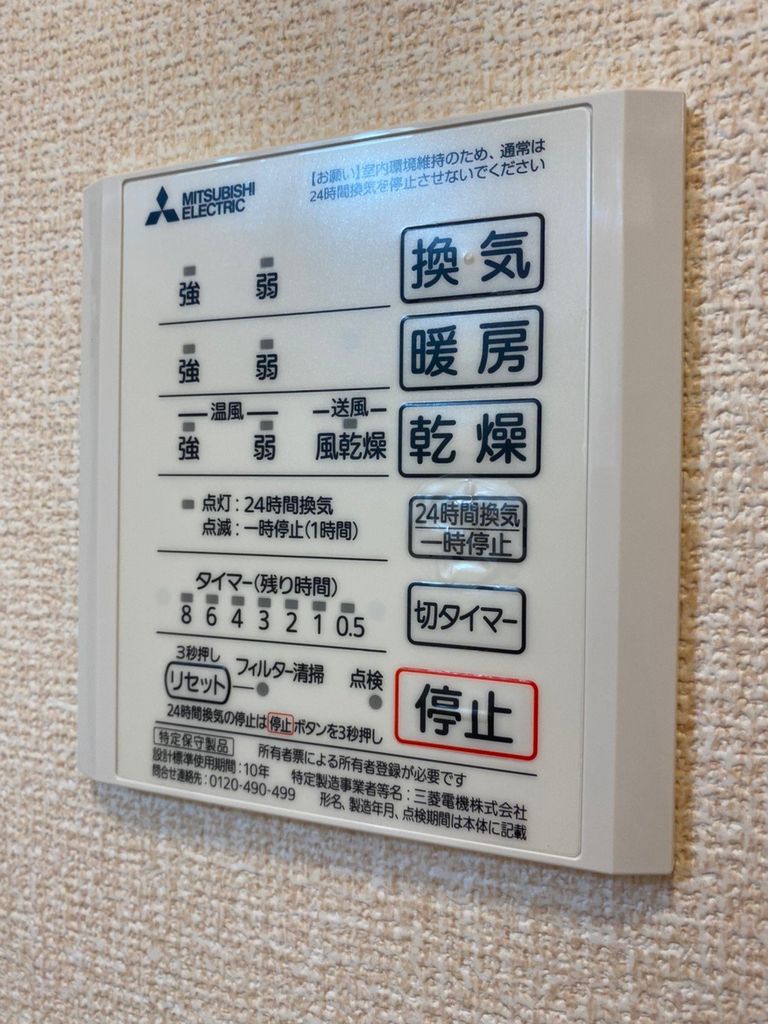 MITSUBISHI
ELECTRIC
【お願い】室内環境維持のため、通常は
24時間換気を停止させないでください
強 弱 換気
強 弱 暖房
温風 送風
強 弱 風乾燥 乾燥
点灯：24時間換気
点滅：一時停止(1時間)
24時間換気
一時停止
タイマー(残り時間)
8 6 4 3 2 1 0.5
切タイマー
3秒押し
リセット フィルター清掃 点検
停止
24時間換気の停止は停止ボタンを3秒押し
特定保守製品 所有者票による所有者登録が必要です
設計標準使用期間：10年 特定製造事業者等名：三菱電機株式会社
問合せ連絡先：0120-490-499 形名、製造年月、点検期間は本体に記載